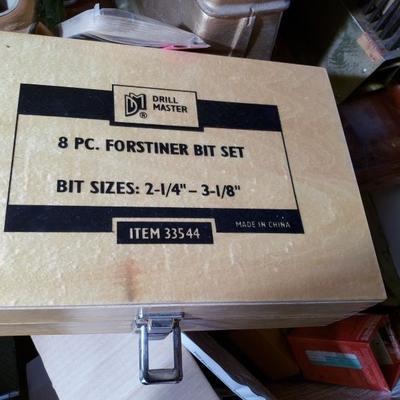 DM
®
DRILL
MASTER
8 PC. FORSTINER BIT SET
BIT SIZES: 2-1/4" – 3-1/8"
ITEM 33544
MADE IN CHINA